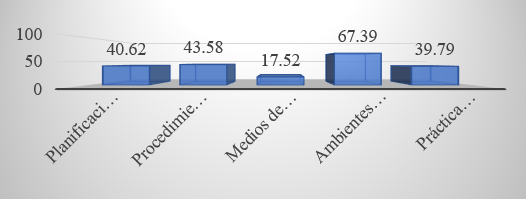 100
50
0
40.62
43.58
17.52
67.39
39.79
Planificaci…
Procedimie…
Medios de…
Ambientes…
Práctica…